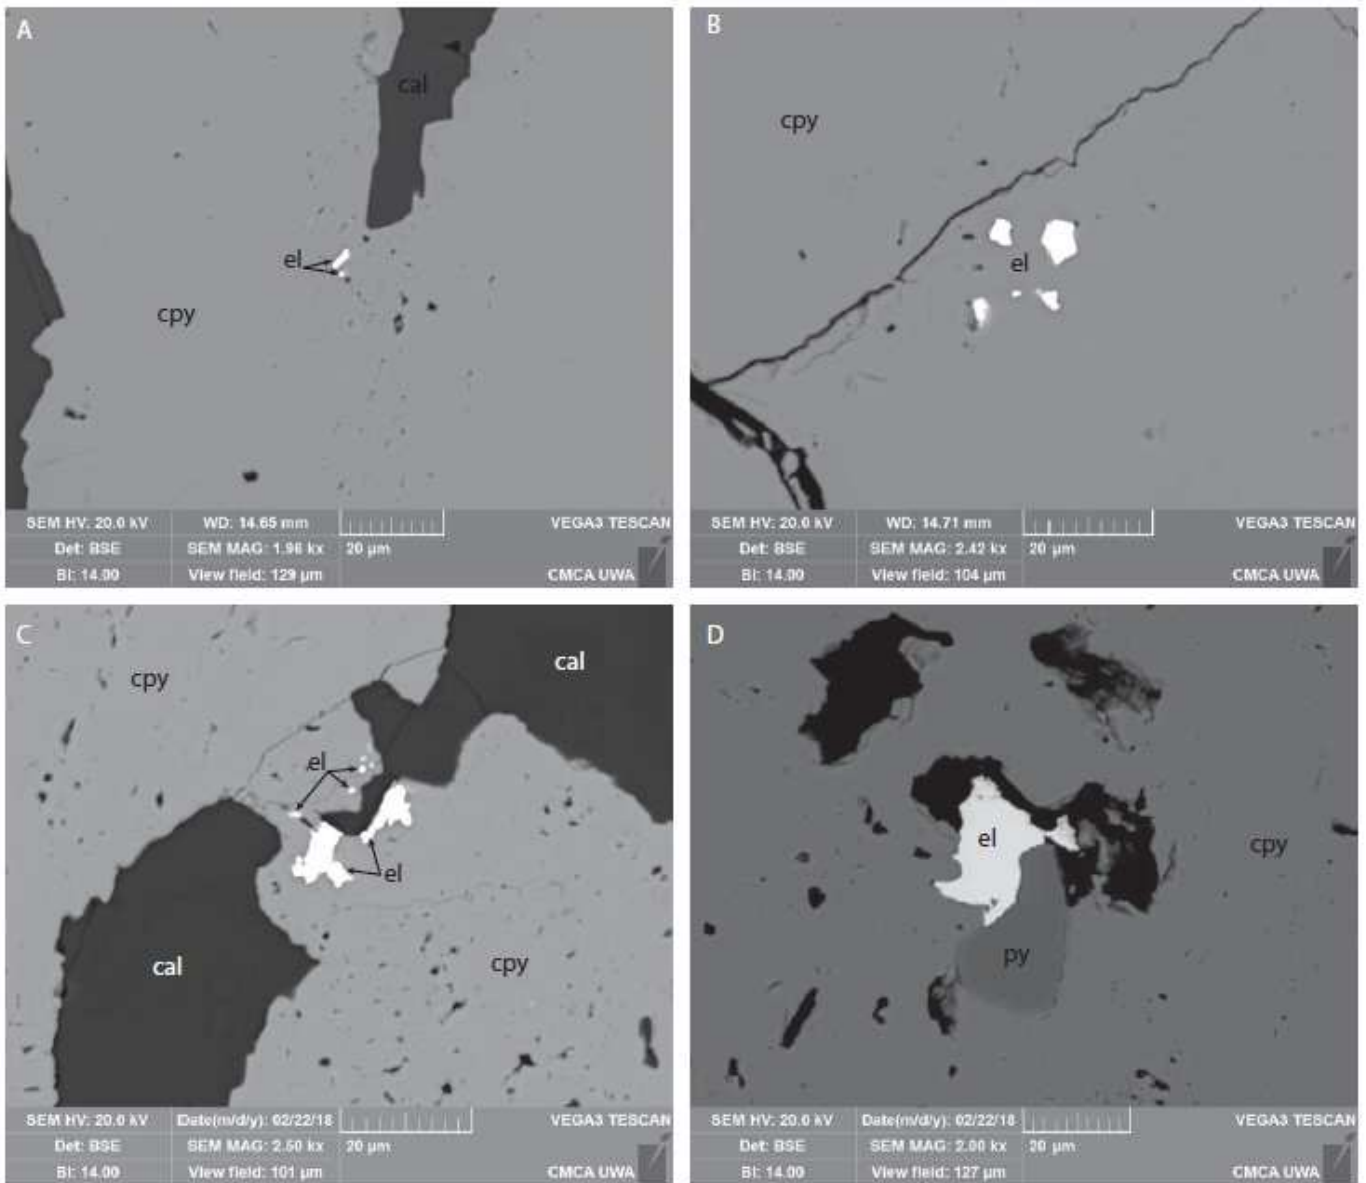 A
cal
el
cpy
SEM HV: 20.0 kV WD: 14.65 mm VEGA3 TESCAN
Det: BSE SEM MAG: 1.96 kx 20 µm
BI: 14.00 View field: 129 µm CMCA UWA
B
cpy
el
SEM HV: 20.0 kV WD: 14.71 mm VEGA3 TESCAN
Det: BSE SEM MAG: 2.42 kx 20 µm
BI: 14.00 View field: 104 µm CMCA UWA
C
cpy
cal
el
el
cal
cpy
SEM HV: 20.0 kV Date(m/d/y): 02/22/18 VEGA3 TESCAN
Det: BSE SEM MAG: 2.50 kx 20 µm
BI: 14.00 View field: 101 µm CMCA UWA
D
el
cpy
py
SEM HV: 20.0 kV Date(m/d/y): 02/22/18 VEGA3 TESCAN
Det: BSE SEM MAG: 2.00 kx 20 µm
BI: 14.00 View field: 127 µm CMCA UWA